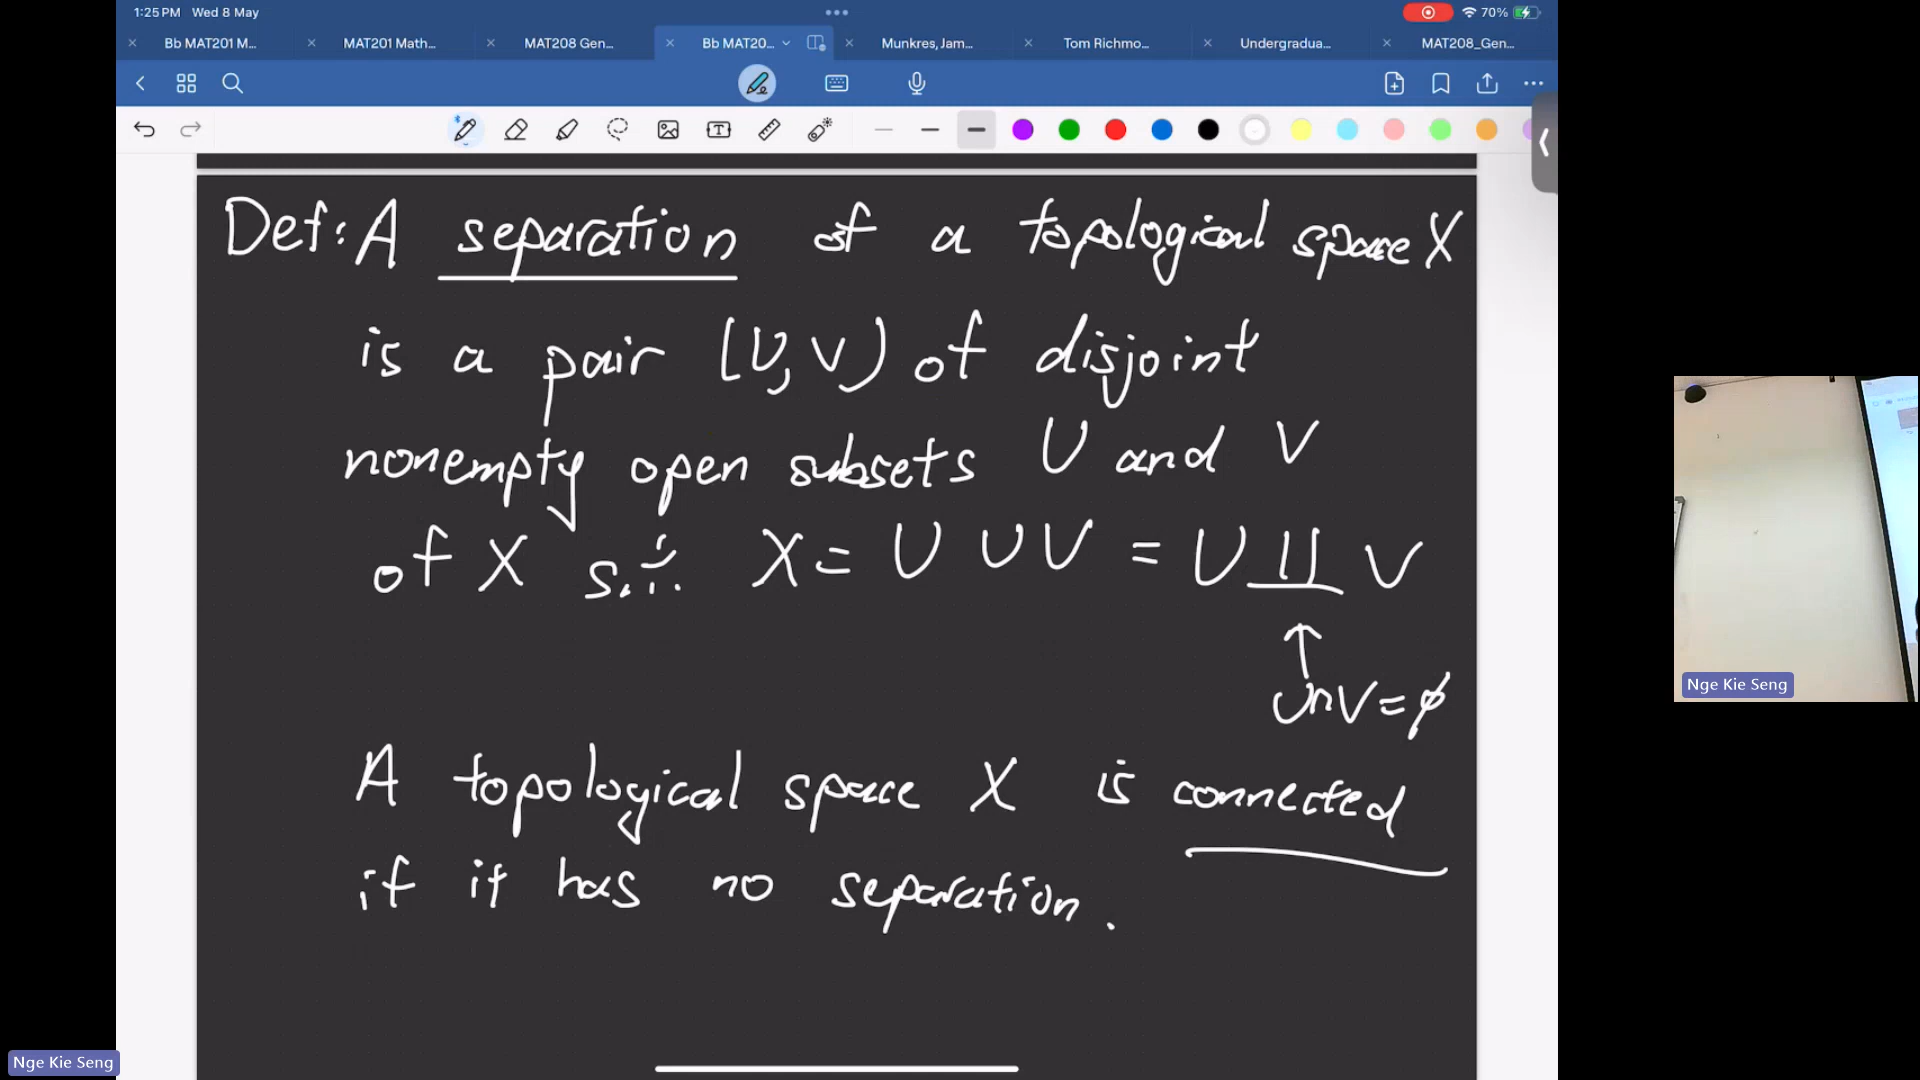 1:25 PM Wed 8 May
70%
Bb MAT201 M...
MAT201 Math...
MAT208 Gen...
Bb MAT20...
Munkres, Jam...
Tom Richmo...
Undergradua...
MAT208_Gen...
Def: A separation of a topological space X
is a pair (U, V) of disjoint
nonempty open subsets U and V
of X s.t. X = U ∪ V = U ⨿ V
↑
U∩V = ∅
A topological space X is connected
if it has no separation.
Nge Kie Seng
Nge Kie Seng